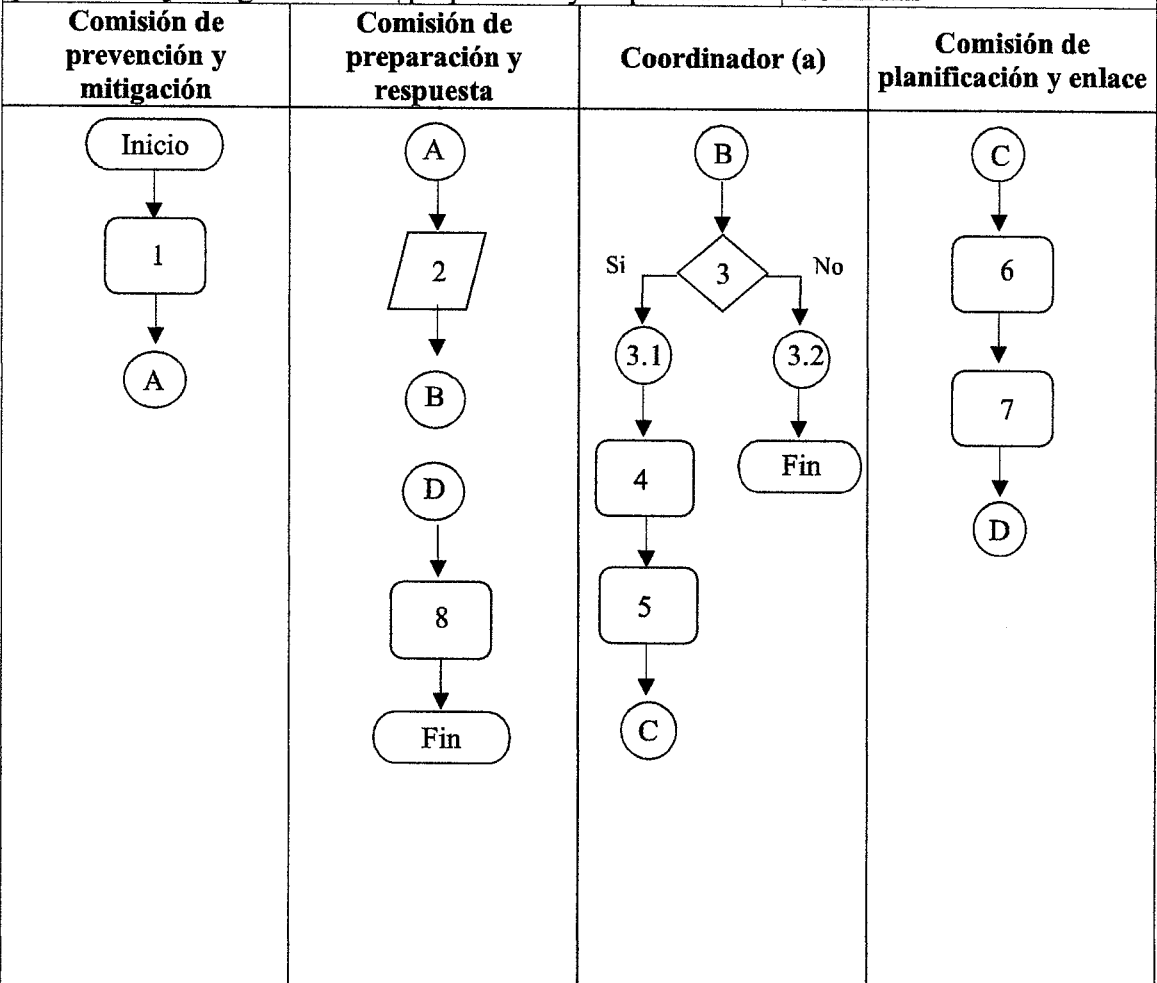 Comisión de
prevención y
mitigación
Comisión de
preparación y
respuesta
Coordinador (a)
Comisión de
planificación y enlace
Inicio
1
A
A
2
B
D
8
Fin
B
Si
3
No
3.1
3.2
4
Fin
5
C
C
6
7
D